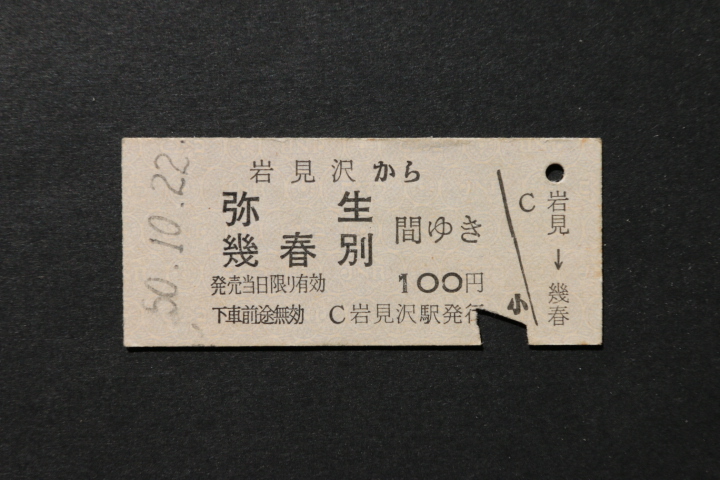 50.10.22
岩見沢から
弥生
幾春別
間ゆき
発売当日限り有効 100円
下車前途無効 C岩見沢駅発行
小
C
岩見→幾春